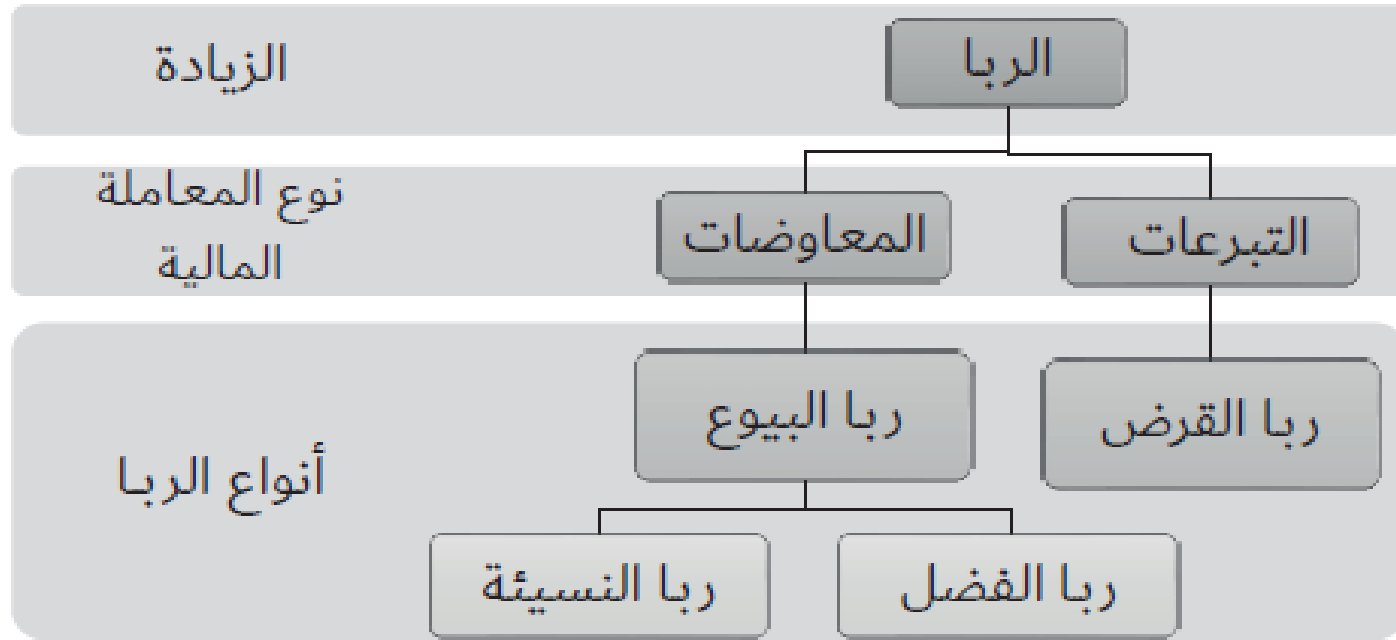 الربا
الزيادة
التبرعات
المعاوضات
نوع المعاملة
المالية
ربا القرض
ربا البيوع
أنواع الربا
ربا الفضل
ربا النسيئة